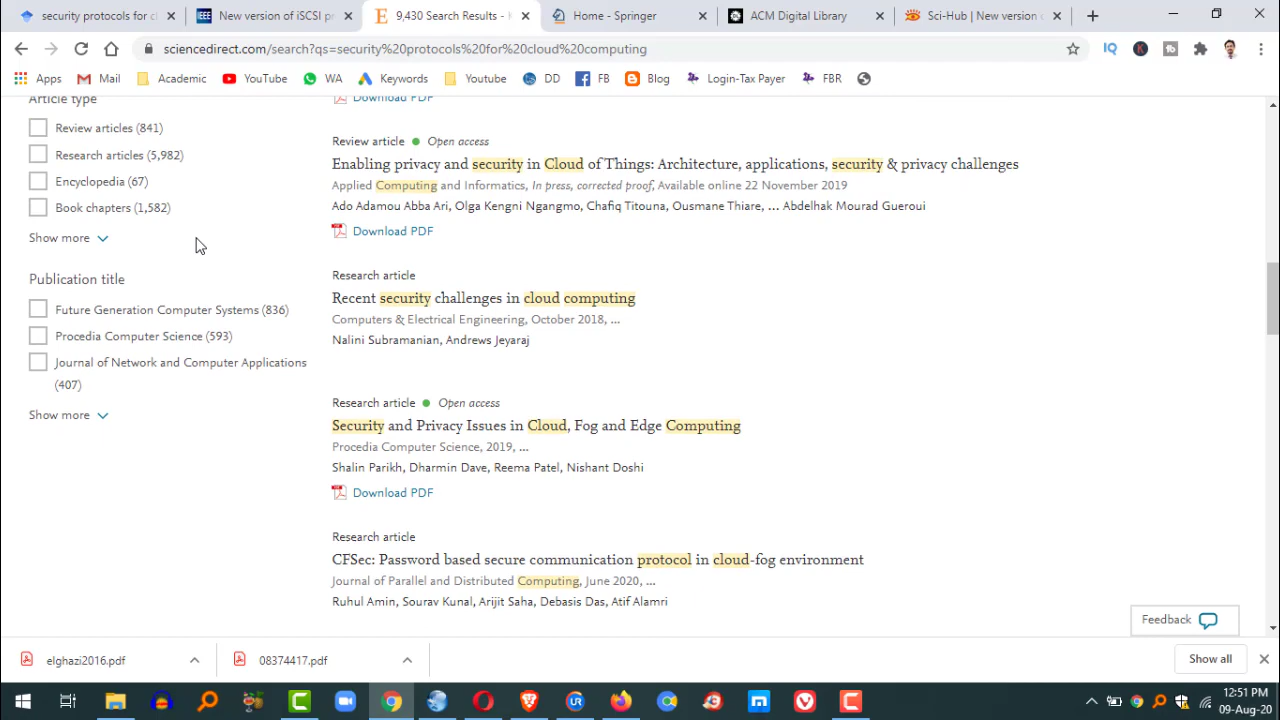 security protocols for cl
New version of iSCSI pr
9,430 Search Results - K
Home - Springer
ACM Digital Library
Sci-Hub | New version o
sciencedirect.com/search?qs=security%20protocols%20for%20cloud%20computing
Apps
Mail
Academic
YouTube
WA
Keywords
Youtube
DD
FB
Blog
Login-Tax Payer
FBR
Article type
Review articles (841)
Research articles (5,982)
Encyclopedia (67)
Book chapters (1,582)
Show more
Publication title
Future Generation Computer Systems (836)
Procedia Computer Science (593)
Journal of Network and Computer Applications
(407)
Show more
Download PDF
Review article Open access
Enabling privacy and security in Cloud of Things: Architecture, applications, security & privacy challenges
Applied Computing and Informatics, In press, corrected proof, Available online 22 November 2019
Ado Adamou Abba Ari, Olga Kengni Ngangmo, Chafiq Titouna, Ousmane Thiare, ... Abdelhak Mourad Gueroui
Download PDF
Research article
Recent security challenges in cloud computing
Computers & Electrical Engineering, October 2018, ...
Nalini Subramanian, Andrews Jeyaraj
Research article Open access
Security and Privacy Issues in Cloud, Fog and Edge Computing
Procedia Computer Science, 2019, ...
Shalin Parikh, Dharmin Dave, Reema Patel, Nishant Doshi
Download PDF
Research article
CFSec: Password based secure communication protocol in cloud-fog environment
Journal of Parallel and Distributed Computing, June 2020, ...
Ruhul Amin, Sourav Kunal, Arijit Saha, Debasis Das, Atif Alamri
Feedback
elghazi2016.pdf
08374417.pdf
Show all
12:51 PM
09-Aug-20